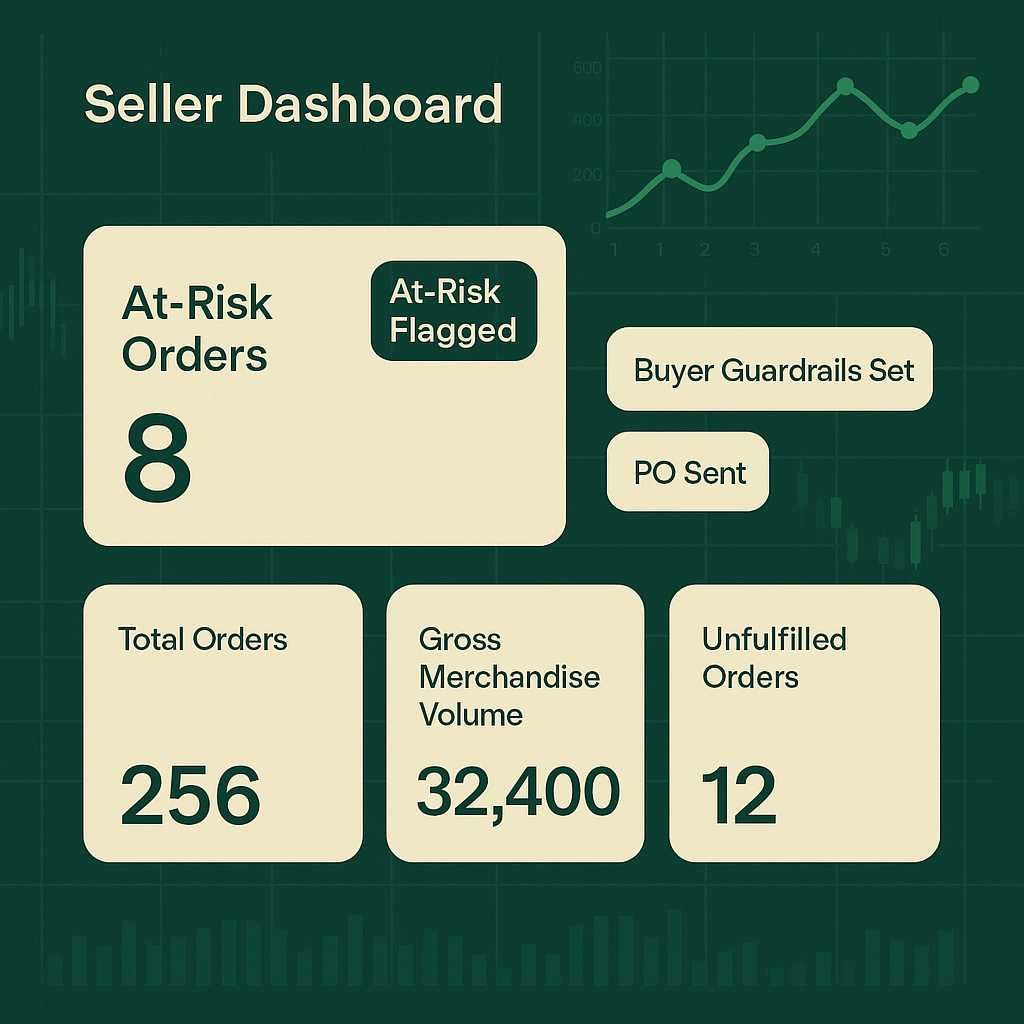 Seller Dashboard
600
400
200
0
1 1 2 3 4 5 6
At-Risk
Orders
8
At-Risk
Flagged
Buyer Guardrails Set
PO Sent
Total Orders
256
Gross
Merchandise
Volume
32,400
Unfulfilled
Orders
12